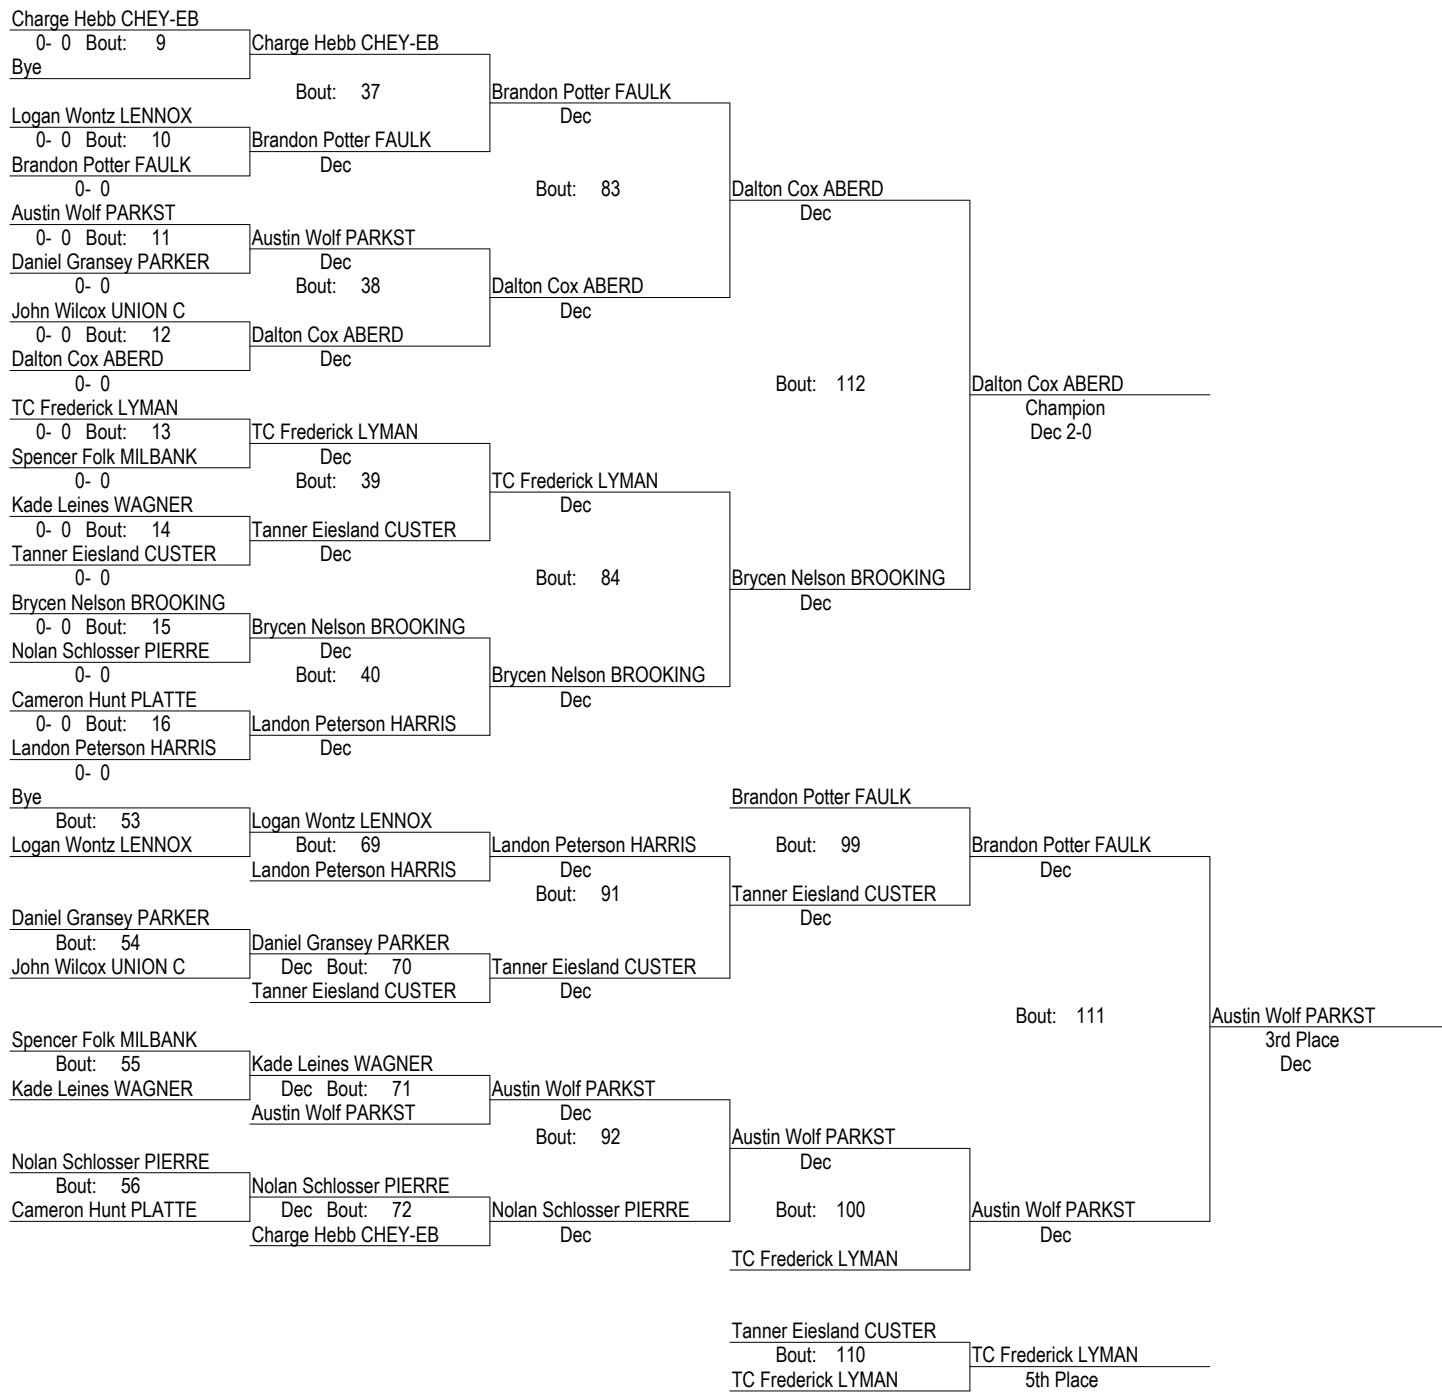 Charge Hebb CHEY-EB
0- 0 Bout: 9
Charge Hebb CHEY-EB
Bye
Bout: 37
Brandon Potter FAULK
Logan Wontz LENNOX
Dec
0- 0 Bout: 10
Brandon Potter FAULK
Brandon Potter FAULK
Dec
0- 0
Bout: 83
Dalton Cox ABERD
Austin Wolf PARKST
Dec
0- 0 Bout: 11
Austin Wolf PARKST
Daniel Gransey PARKER
Dec
0- 0
Bout: 38
Dalton Cox ABERD
John Wilcox UNION C
Dec
0- 0 Bout: 12
Dalton Cox ABERD
Dalton Cox ABERD
Dec
0- 0
Bout: 112
Dalton Cox ABERD
TC Frederick LYMAN
Champion
0- 0 Bout: 13
TC Frederick LYMAN
Dec 2-0
Spencer Folk MILBANK
Dec
0- 0
Bout: 39
TC Frederick LYMAN
Kade Leines WAGNER
Dec
0- 0 Bout: 14
Tanner Eiesland CUSTER
Tanner Eiesland CUSTER
Dec
0- 0
Bout: 84
Brycen Nelson BROOKING
Brycen Nelson BROOKING
Dec
0- 0 Bout: 15
Brycen Nelson BROOKING
Nolan Schlosser PIERRE
Dec
0- 0
Bout: 40
Brycen Nelson BROOKING
Cameron Hunt PLATTE
Dec
0- 0 Bout: 16
Landon Peterson HARRIS
Landon Peterson HARRIS
Dec
0- 0
Bye
Brandon Potter FAULK
Bout: 53
Logan Wontz LENNOX
Logan Wontz LENNOX
Bout: 69
Landon Peterson HARRIS
Bout: 99
Brandon Potter FAULK
Landon Peterson HARRIS
Dec
Dec
Bout: 91
Tanner Eiesland CUSTER
Daniel Gransey PARKER
Dec
Bout: 54
Daniel Gransey PARKER
John Wilcox UNION C
Dec Bout: 70
Tanner Eiesland CUSTER
Tanner Eiesland CUSTER
Dec
Bout: 111
Austin Wolf PARKST
Spencer Folk MILBANK
3rd Place
Bout: 55
Kade Leines WAGNER
Dec
Kade Leines WAGNER
Dec Bout: 71
Austin Wolf PARKST
Austin Wolf PARKST
Dec
Bout: 92
Austin Wolf PARKST
Nolan Schlosser PIERRE
Dec
Bout: 56
Nolan Schlosser PIERRE
Cameron Hunt PLATTE
Dec Bout: 72
Nolan Schlosser PIERRE
Bout: 100
Austin Wolf PARKST
Charge Hebb CHEY-EB
Dec
Dec
TC Frederick LYMAN
Tanner Eiesland CUSTER
Bout: 110
TC Frederick LYMAN
TC Frederick LYMAN
5th Place